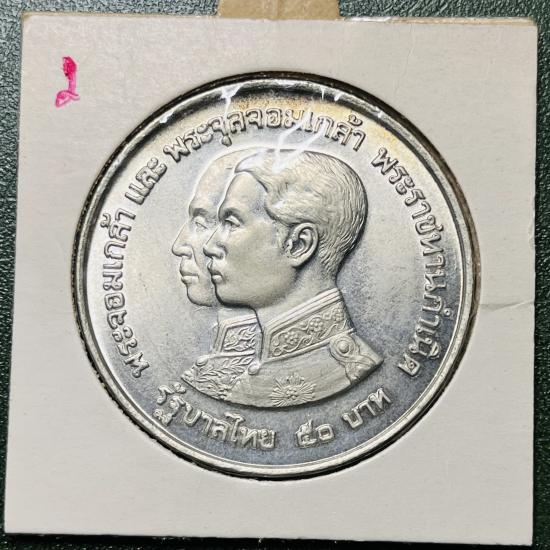 1
พระจอมเกล้า และ พระจุลจอมเกล้า พระราชทานกำเนิด
รัฐบาลไทย ๕๐ บาท